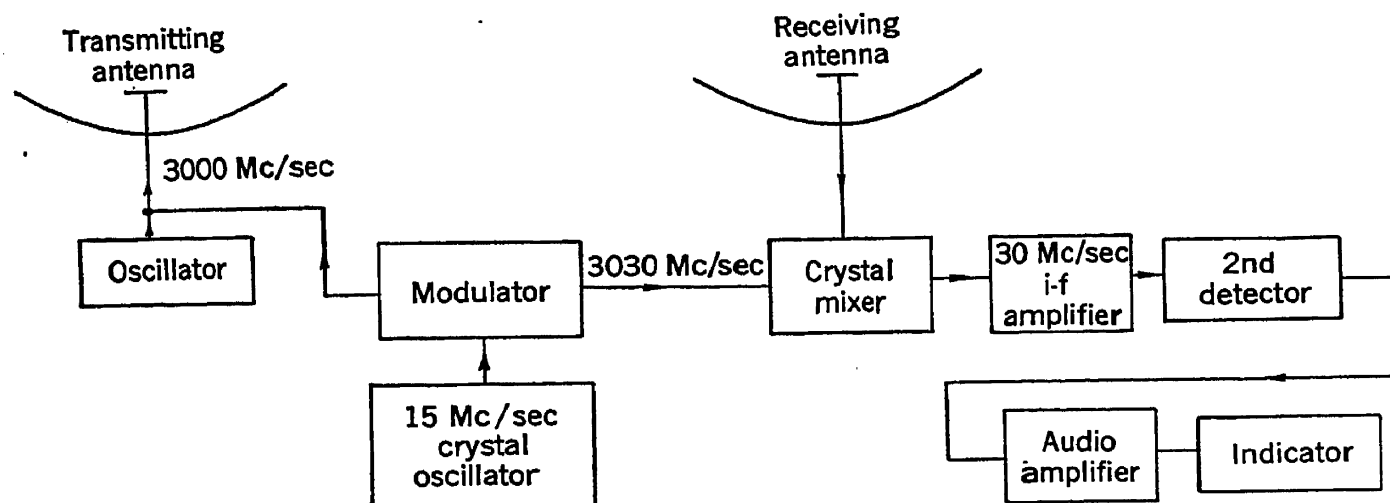 Transmitting
antenna
Receiving
antenna
3000 Mc/sec
Oscillator
Modulator
3030 Mc/sec
Crystal
mixer
30 Mc/sec
i-f
amplifier
2nd
detector
15 Mc/sec
crystal
oscillator
Audio
amplifier
Indicator